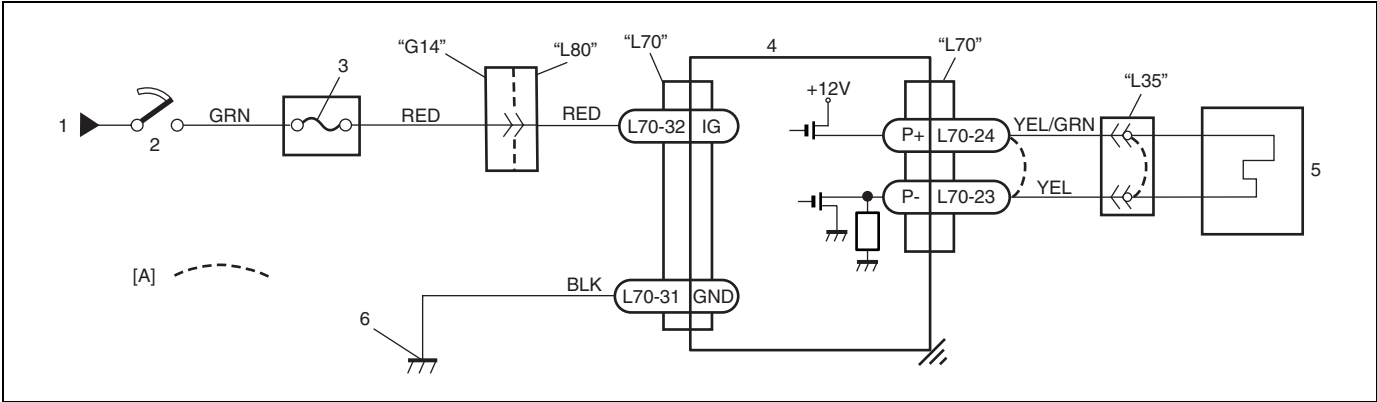 “G14”
“L80”
“L70”
4
“L70”
3
“L35”
+12V
1
2
GRN
RED
RED
L70-32 IG
P+ L70-24
YEL/GRN
5
P- L70-23
YEL
[A]
BLK
L70-31 GND
6